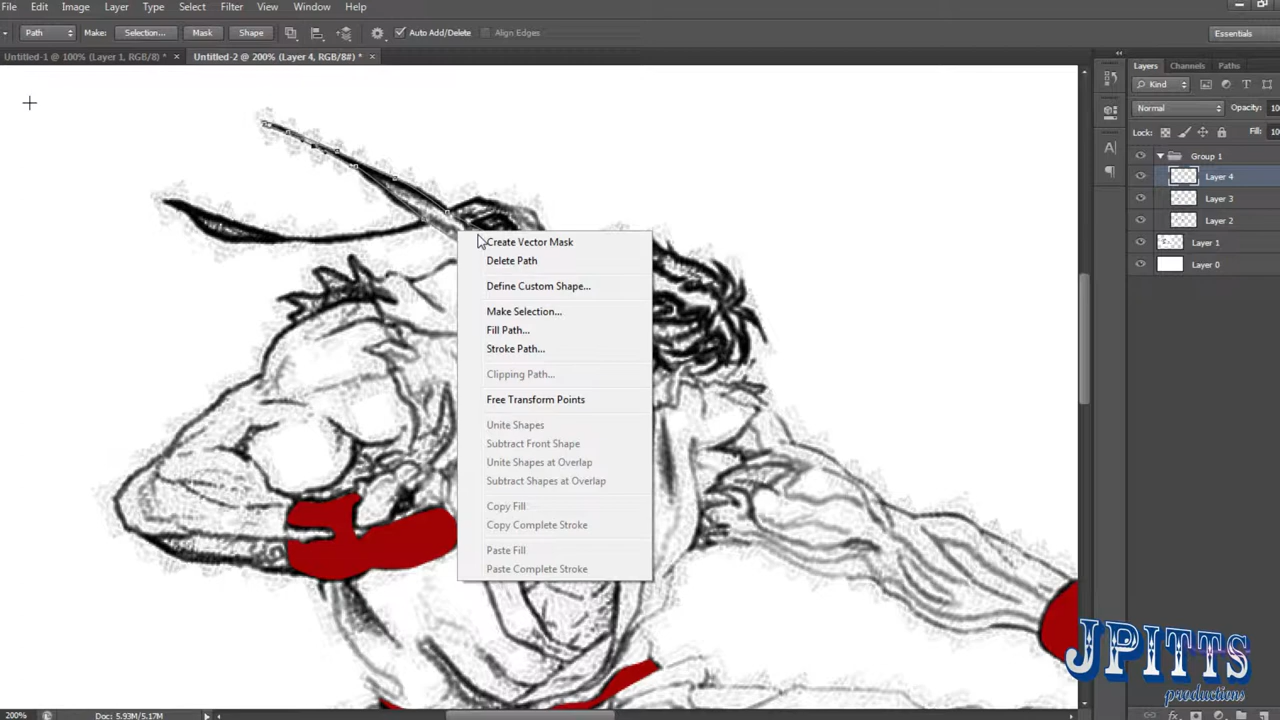 File Edit Image Layer Type Select Filter View Window Help
Path Make: Selection... Mask Shape Auto Add/Delete Align Edges Essentials
Untitled-1 @ 100% (Layer 1, RGB/8) * × Untitled-2 @ 200% (Layer 4, RGB/8#) * ×
Layers Channels Paths
Kind
Normal Opacity: 100
Lock: Fill: 100
Group 1
Layer 4
Layer 3
Layer 2
Layer 1
Layer 0
Create Vector Mask
Delete Path
Define Custom Shape...
Make Selection...
Fill Path...
Stroke Path...
Clipping Path...
Free Transform Points
Unite Shapes
Subtract Front Shape
Unite Shapes at Overlap
Subtract Shapes at Overlap
Copy Fill
Copy Complete Stroke
Paste Fill
Paste Complete Stroke
JPITTS
productions
200% Doc: 5.93M/5.17M